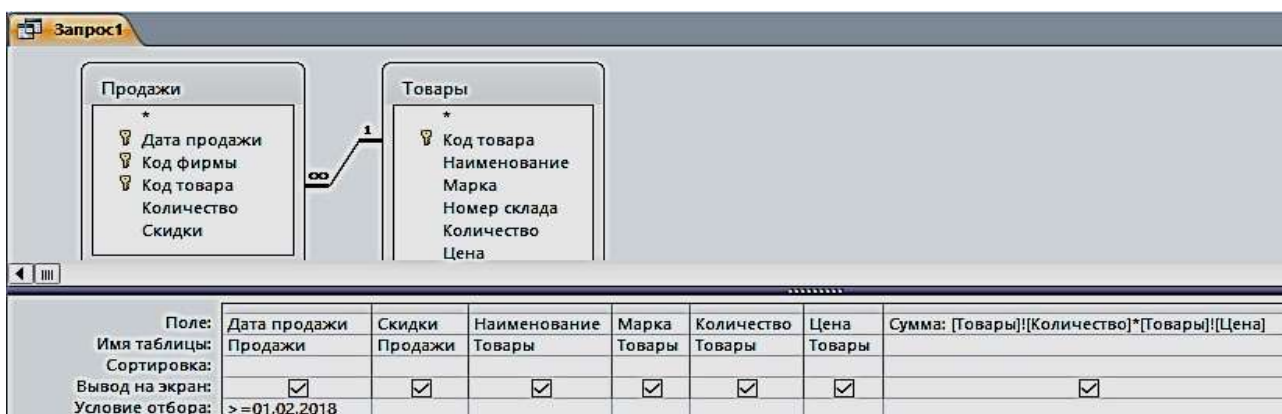 Запрос1
Продажи
*
Дата продажи
Код фирмы
Код товара
Количество
Скидки
∞
1
Товары
*
Код товара
Наименование
Марка
Номер склада
Количество
Цена
Поле: Дата продажи Скидки Наименование Марка Количество Цена Сумма: [Товары]![Количество]*[Товары]![Цена]
Имя таблицы: Продажи Продажи Товары Товары Товары Товары
Сортировка:
Вывод на экран:
Условие отбора: >=01.02.2018